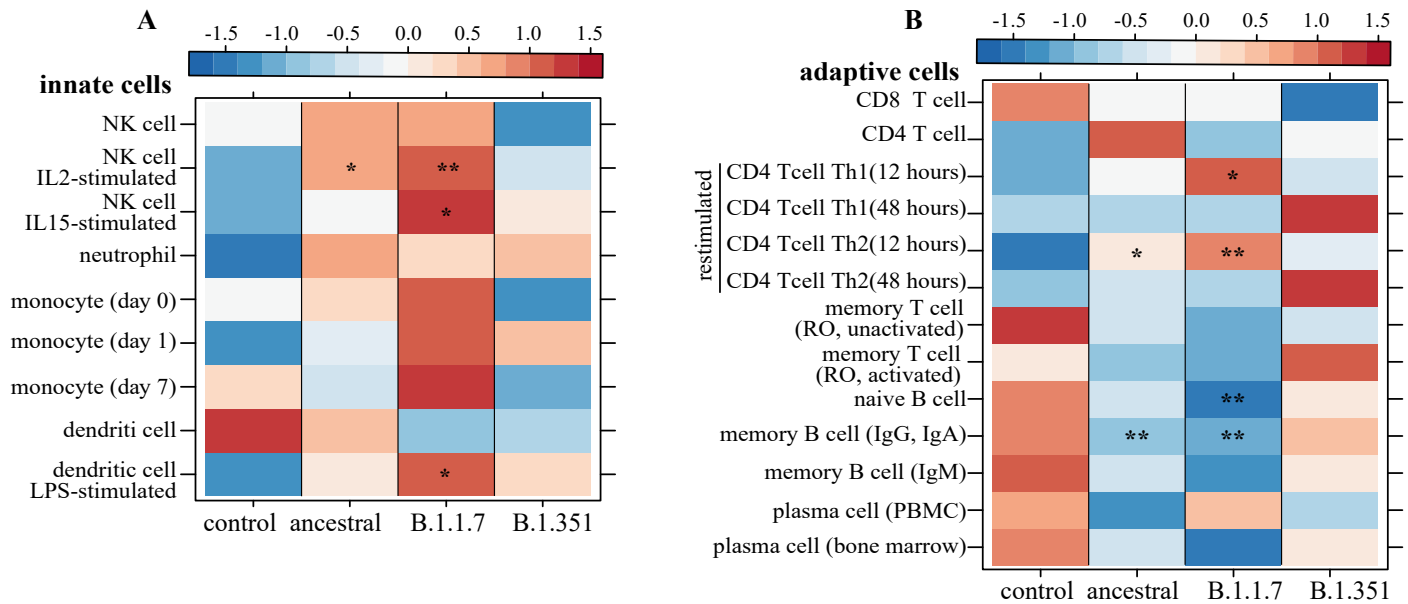 A
-1.5 -1.0 -0.5 0.0 0.5 1.0 1.5
innate cells
NK cell
NK cell
IL2-stimulated
* **
NK cell
IL15-stimulated
*
neutrophil
monocyte (day 0)
monocyte (day 1)
monocyte (day 7)
dendriti cell
dendritic cell
LPS-stimulated
*
control ancestral B.1.1.7 B.1.351
B
-1.5 -1.0 -0.5 0.0 0.5 1.0 1.5
adaptive cells
CD8 T cell
CD4 T cell
restimulated
CD4 Tcell Th1(12 hours)
*
CD4 Tcell Th1(48 hours)
CD4 Tcell Th2(12 hours)
* **
CD4 Tcell Th2(48 hours)
memory T cell
(RO, unactivated)
memory T cell
(RO, activated)
naive B cell
**
memory B cell (IgG, IgA)
** **
memory B cell (IgM)
plasma cell (PBMC)
plasma cell (bone marrow)
control ancestral B.1.1.7 B.1.351